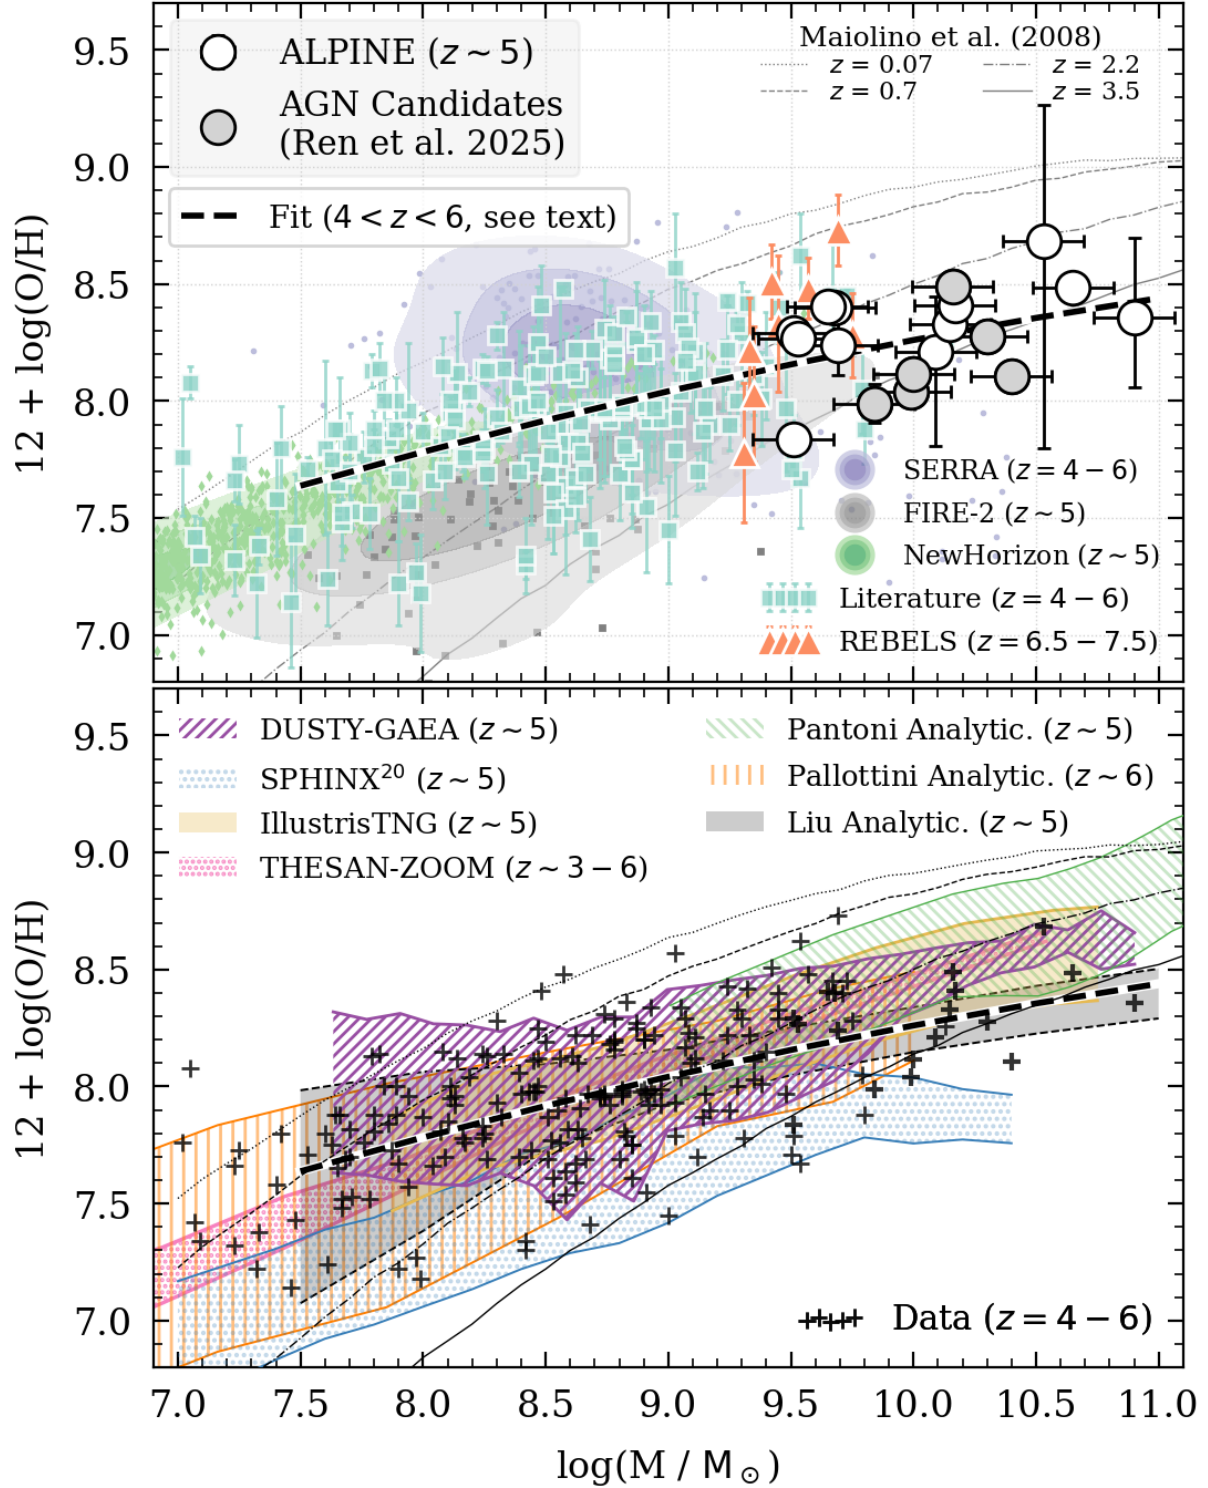 9.5
9.0
8.5
8.0
7.5
7.0
12 + log(O/H)
ALPINE (z ∼ 5)
AGN Candidates
(Ren et al. 2025)
Fit (4 < z < 6, see text)
Maiolino et al. (2008)
z = 0.07
z = 2.2
z = 0.7
z = 3.5
SERRA (z = 4 − 6)
FIRE-2 (z ∼ 5)
NewHorizon (z ∼ 5)
Literature (z = 4 − 6)
REBELS (z = 6.5 − 7.5)
9.5
9.0
8.5
8.0
7.5
7.0
12 + log(O/H)
DUSTY-GAEA (z ∼ 5)
SPHINX²⁰ (z ∼ 5)
IllustrisTNG (z ∼ 5)
THESAN-ZOOM (z ∼ 3 − 6)
Pantoni Analytic. (z ∼ 5)
Pallottini Analytic. (z ∼ 6)
Liu Analytic. (z ∼ 5)
Data (z = 4 − 6)
7.0 7.5 8.0 8.5 9.0 9.5 10.0 10.5 11.0
log(M / M⊙)